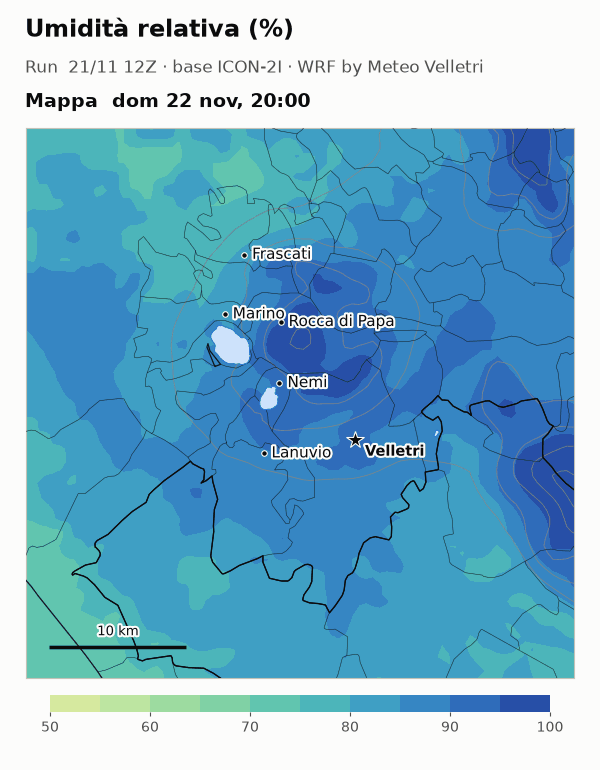 Umidità relativa (%)
Run  21/11 12Z · base ICON-2I · WRF by Meteo Velletri
Mappa  dom 22 nov, 20:00
Frascati
Marino
Rocca di Papa
Nemi
Velletri
Lanuvio
10 km
50 60 70 80 90 100